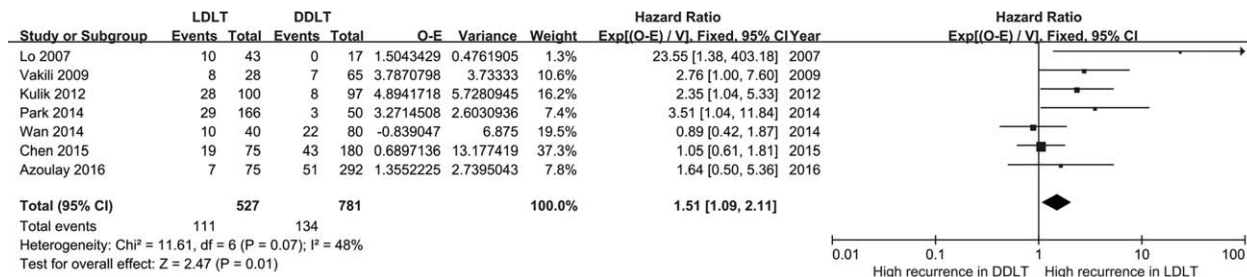 LDLT DDLT Hazard Ratio Hazard Ratio
Study or Subgroup Events Total Events Total O-E Variance Weight Exp[(O-E) / V], Fixed, 95% CI Year Exp[(O-E) / V], Fixed, 95% CI
Lo 2007 10 43 0 17 1.5043429 0.4761905 1.3% 23.55 [1.38, 403.18] 2007
Vakili 2009 8 28 7 65 3.7870798 3.73333 10.6% 2.76 [1.00, 7.60] 2009
Kulik 2012 28 100 8 97 4.8941718 5.7280945 16.2% 2.35 [1.04, 5.33] 2012
Park 2014 29 166 3 50 3.2714508 2.6030936 7.4% 3.51 [1.04, 11.84] 2014
Wan 2014 10 40 22 80 -0.839047 6.875 19.5% 0.89 [0.42, 1.87] 2014
Chen 2015 19 75 43 180 0.6897136 13.177419 37.3% 1.05 [0.61, 1.81] 2015
Azoulay 2016 7 75 51 292 1.3552225 2.7395043 7.8% 1.64 [0.50, 5.36] 2016
Total (95% CI) 527 781 100.0% 1.51 [1.09, 2.11]
Total events 111 134
Heterogeneity: Chi² = 11.61, df = 6 (P = 0.07); I² = 48%
Test for overall effect: Z = 2.47 (P = 0.01)
0.01 0.1 1 10 100
High recurrence in DDLT High recurrence in LDLT